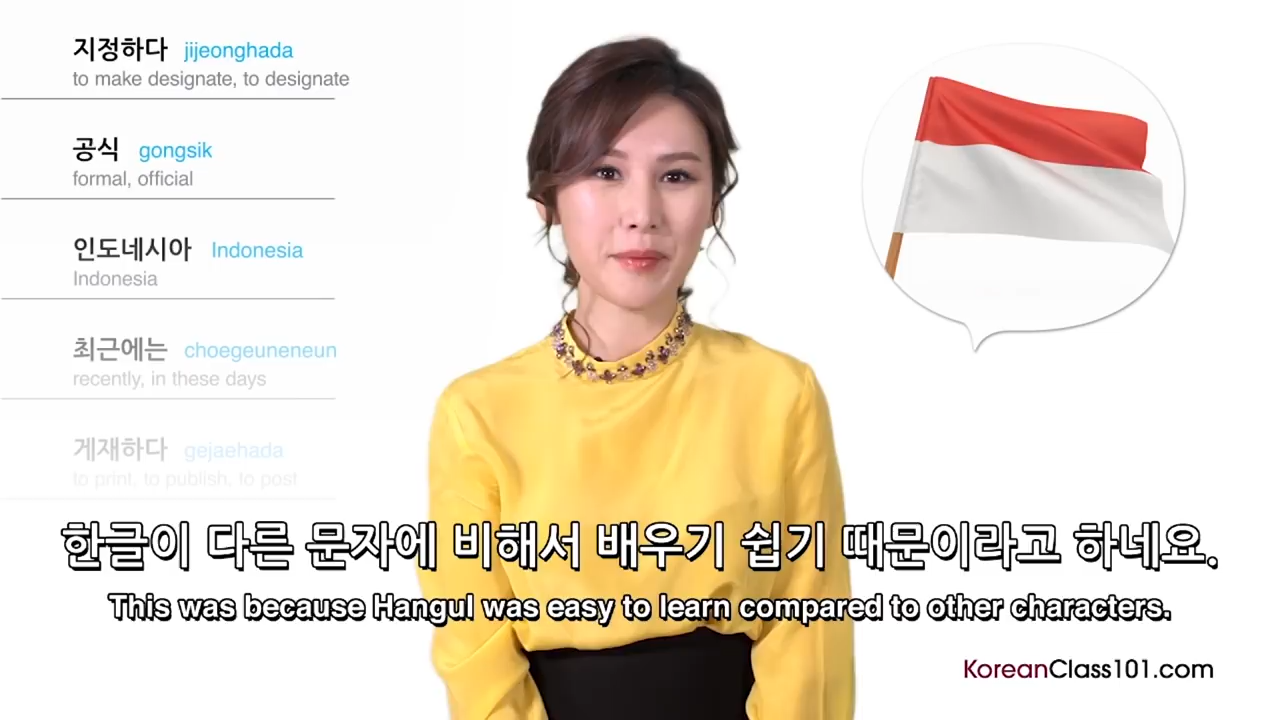 지정하다 jijeonghada
to make designate, to designate
공식 gongsik
formal, official
인도네시아 Indonesia
Indonesia
최근에는 choegeuneneun
recently, in these days
게재하다 gejaehada
to print, to publish, to post
한글이 다른 문자에 비해서 배우기 쉽기 때문이라고 하네요.
This was because Hangul was easy to learn compared to other characters.
KoreanClass101.com